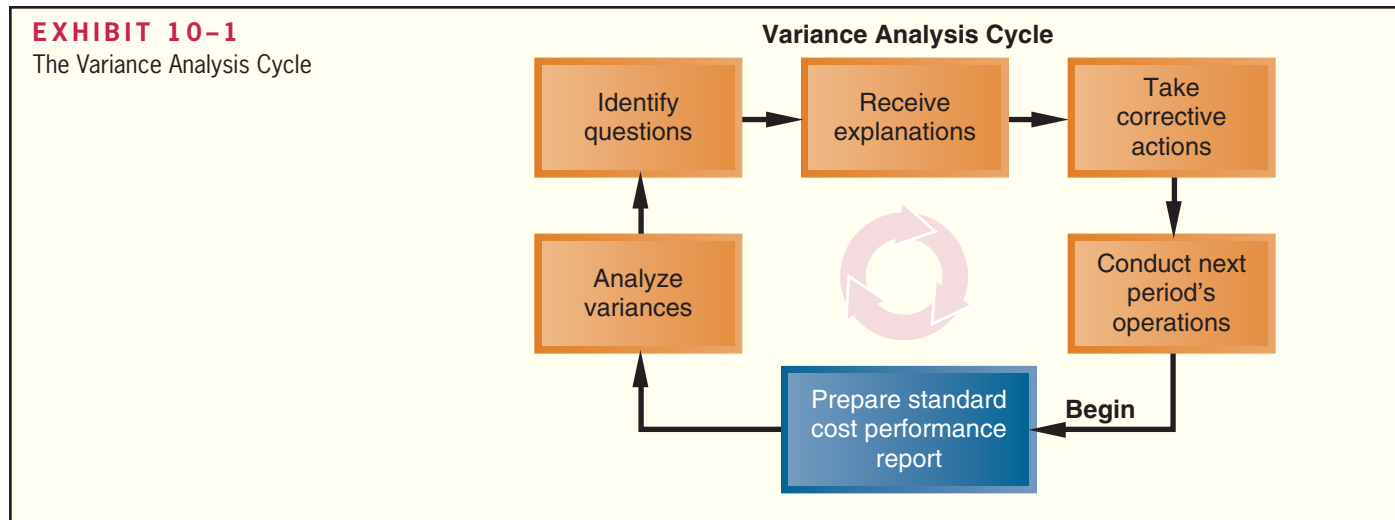 EXHIBIT 10–1
The Variance Analysis Cycle
Variance Analysis Cycle
Identify
questions
Receive
explanations
Take
corrective
actions
Analyze
variances
Conduct next
period's
operations
Prepare standard
cost performance
report
Begin